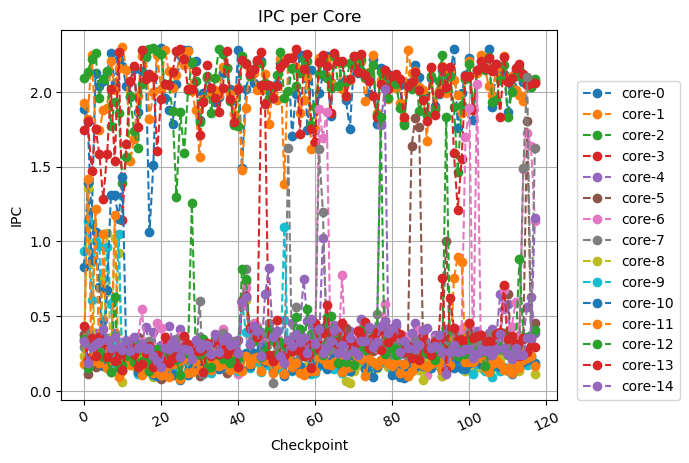 IPC per Core
IPC
2.0
1.5
1.0
0.5
0.0
0
20
40
60
80
100
120
Checkpoint
core-0
core-1
core-2
core-3
core-4
core-5
core-6
core-7
core-8
core-9
core-10
core-11
core-12
core-13
core-14